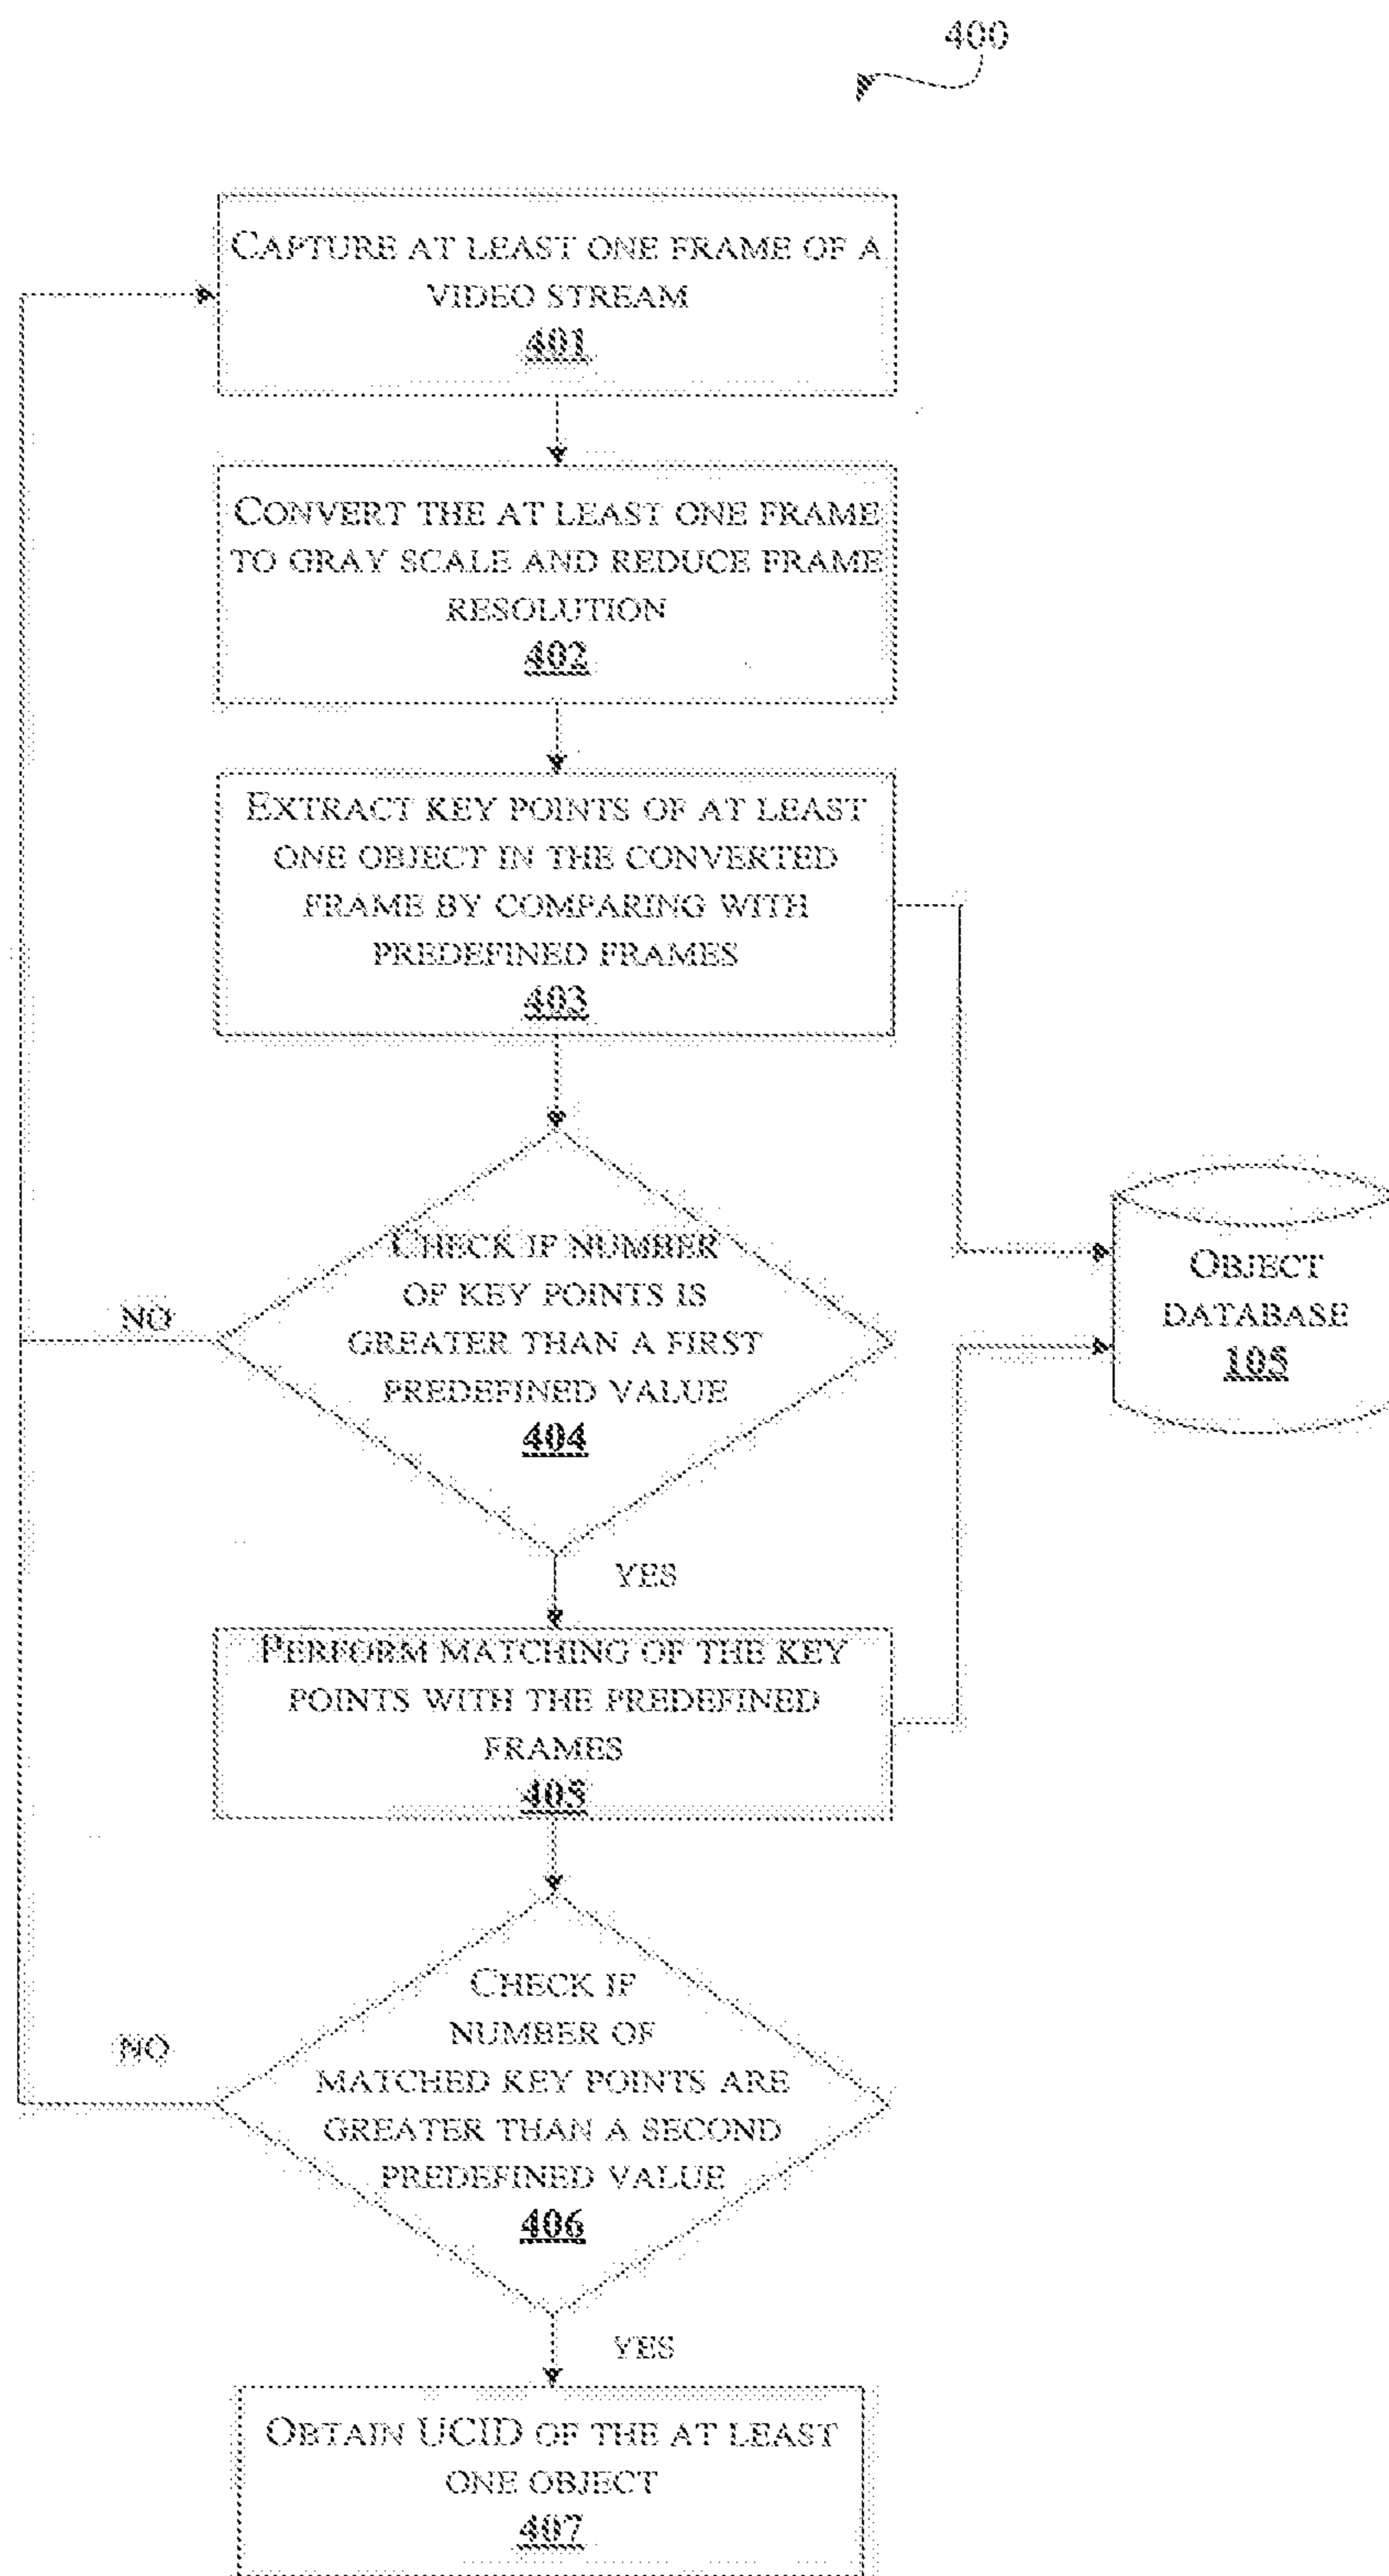 400
CAPTURE AT LEAST ONE FRAME OF A
VIDEO STREAM
401
CONVERT THE AT LEAST ONE FRAME
TO GRAY SCALE AND REDUCE FRAME
RESOLUTION
402
EXTRACT KEY POINTS OF AT LEAST
ONE OBJECT IN THE CONVERTED
FRAME BY COMPARING WITH
PREDEFINED FRAMES
403
CHECK IF NUMBER
OF KEY POINTS IS
GREATER THAN A FIRST
PREDEFINED VALUE
404
NO
OBJECT
DATABASE
105
YES
PERFORM MATCHING OF THE KEY
POINTS WITH THE PREDEFINED
FRAMES
405
CHECK IF
NUMBER OF
MATCHED KEY POINTS ARE
GREATER THAN A SECOND
PREDEFINED VALUE
406
NO
YES
OBTAIN UCID OF THE AT LEAST
ONE OBJECT
407